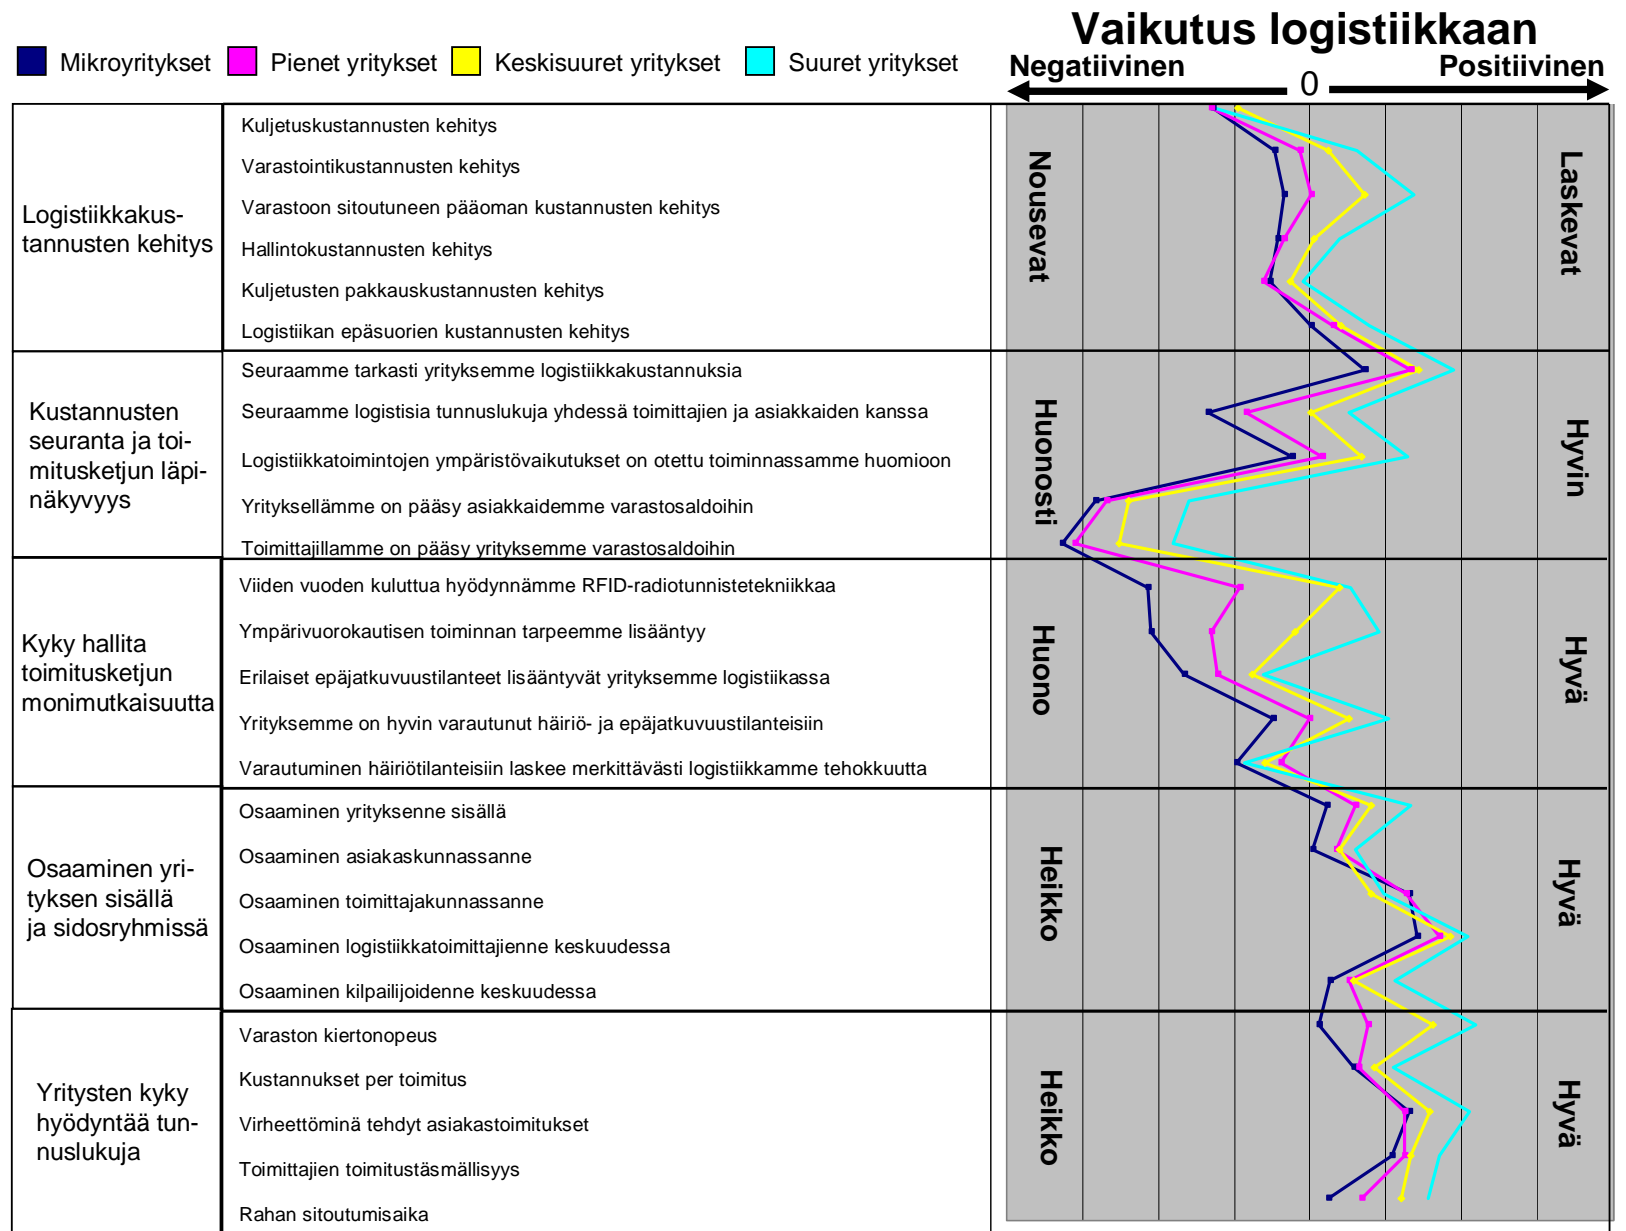 Vaikutus logistiikkaan
Mikroyritykset Pienet yritykset Keskisuuret yritykset Suuret yritykset
Negatiivinen 0 Positiivinen
Logistiikkakus-
tannusten kehitys
Kuljetuskustannusten kehitys
Varastointikustannusten kehitys
Varastoon sitoutuneen pääoman kustannusten kehitys
Hallintokustannusten kehitys
Kuljetusten pakkauskustannusten kehitys
Logistiikan epäsuorien kustannusten kehitys
Nousevat
Laskevat
Kustannusten
seuranta ja toi-
mitusketjun läpi-
näkyvyys
Seuraamme tarkasti yrityksemme logistiikkakustannuksia
Seuraamme logistisia tunnuslukuja yhdessä toimittajien ja asiakkaiden kanssa
Logistiikkatoimintojen ympäristövaikutukset on otettu toiminnassamme huomioon
Yrityksellämme on pääsy asiakkaidemme varastosaldoihin
Toimittajillamme on pääsy yrityksemme varastosaldoihin
Huonosti
Hyvin
Kyky hallita
toimitusketjun
monimutkaisuutta
Viiden vuoden kuluttua hyödynnämme RFID-radiotunnistetekniikkaa
Ympärivuorokautisen toiminnan tarpeemme lisääntyy
Erilaiset epäjatkuvuustilanteet lisääntyvät yrityksemme logistiikassa
Yrityksemme on hyvin varautunut häiriö- ja epäjatkuvuustilanteisiin
Varautuminen häiriötilanteisiin laskee merkittävästi logistiikkamme tehokkuutta
Huono
Hyvä
Osaaminen yri-
tyksen sisällä
ja sidosryhmissä
Osaaminen yrityksenne sisällä
Osaaminen asiakaskunnassanne
Osaaminen toimittajakunnassanne
Osaaminen logistiikkatoimittajienne keskuudessa
Osaaminen kilpailijoidenne keskuudessa
Heikko
Hyvä
Yritysten kyky
hyödyntää tun-
nuslukuja
Varaston kiertonopeus
Kustannukset per toimitus
Virheettöminä tehdyt asiakastoimitukset
Toimittajien toimitustäsmällisyys
Rahan sitoutumisaika
Heikko
Hyvä